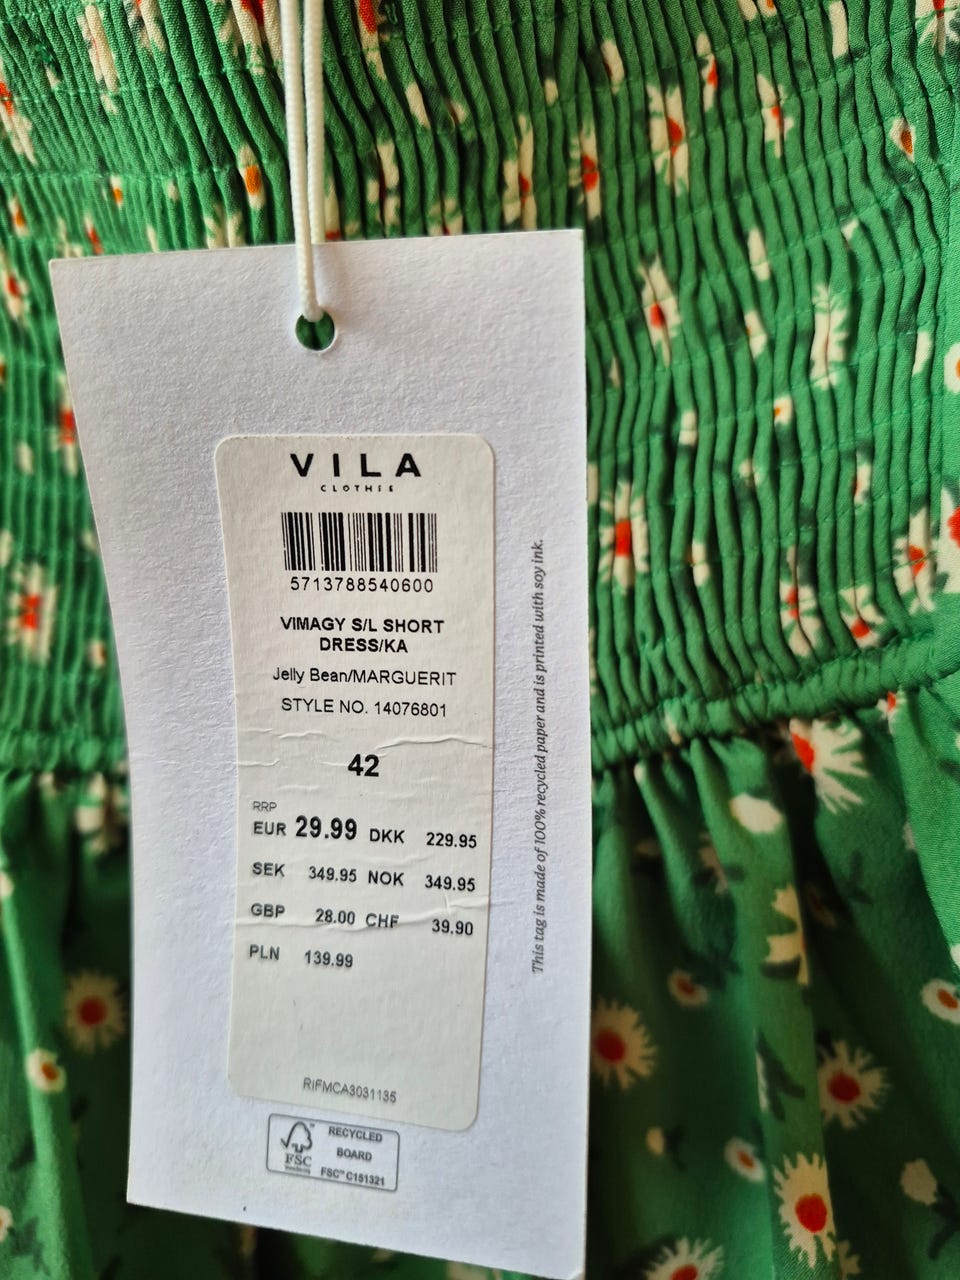 VILA
CLOTHES
5713788540600
VIMAGY S/L SHORT
DRESS/KA
Jelly Bean/MARGUERIT
STYLE NO. 14076801
42
RRP
EUR 29.99 DKK 229.95
SEK 349.95 NOK 349.95
GBP 28.00 CHF 39.90
PLN 139.99
RIFMCA3031135
FSC™
RECYCLED
BOARD
FSC™ C151321
This tag is made of 100% recycled paper and is printed with soy ink.